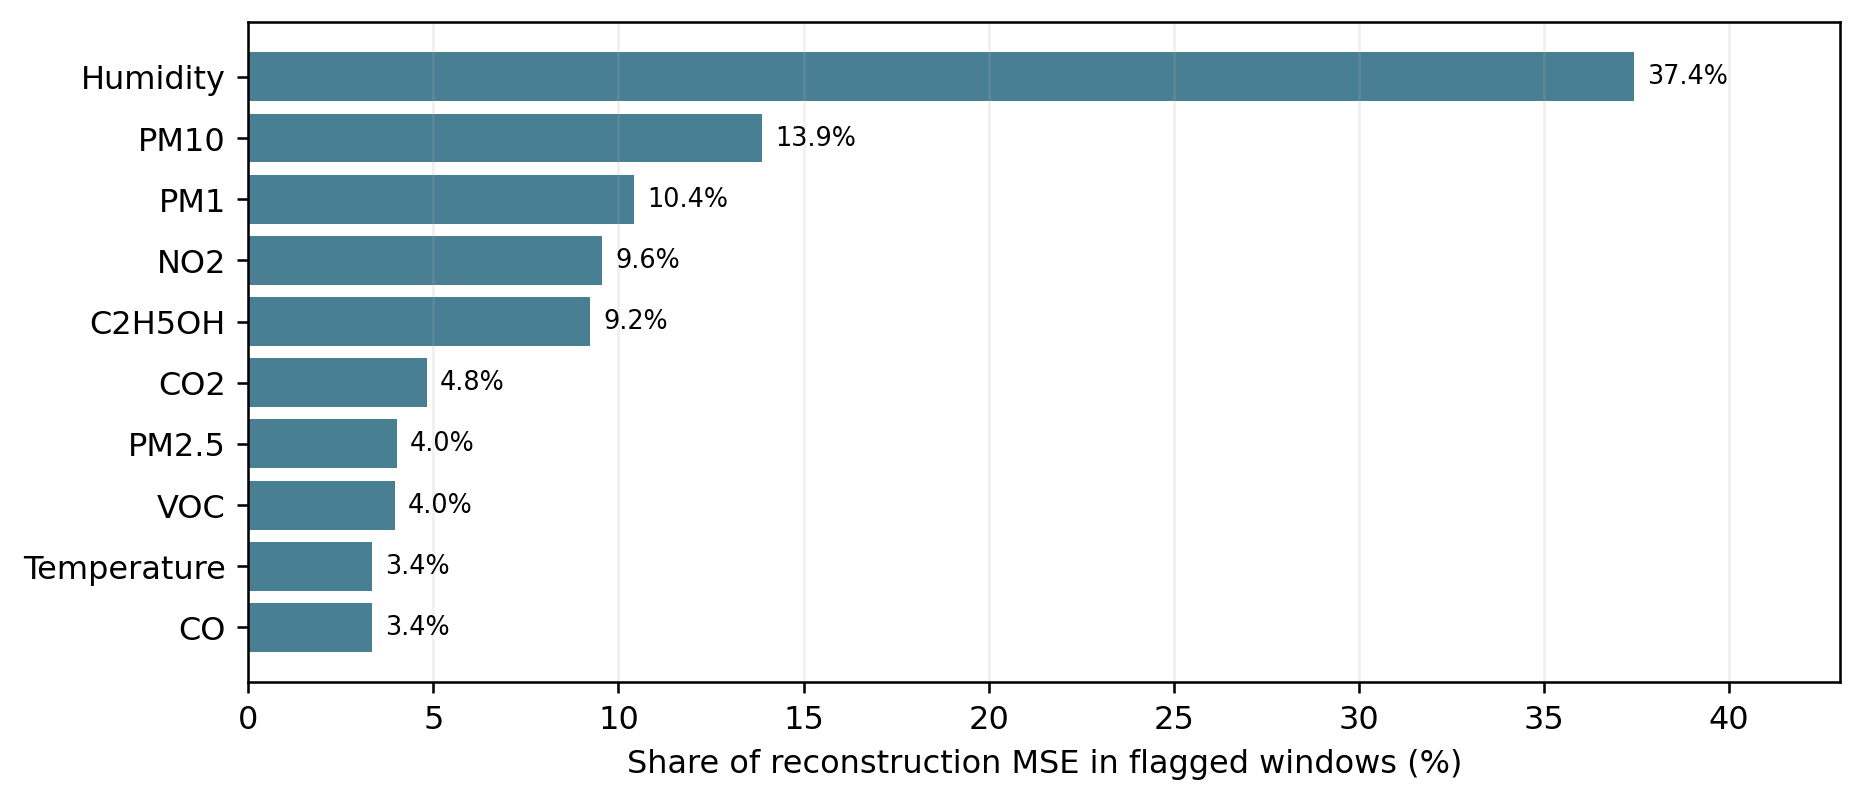 Humidity 37.4%
PM10 13.9%
PM1 10.4%
NO2 9.6%
C2H5OH 9.2%
CO2 4.8%
PM2.5 4.0%
VOC 4.0%
Temperature 3.4%
CO 3.4%
0 5 10 15 20 25 30 35 40
Share of reconstruction MSE in flagged windows (%)